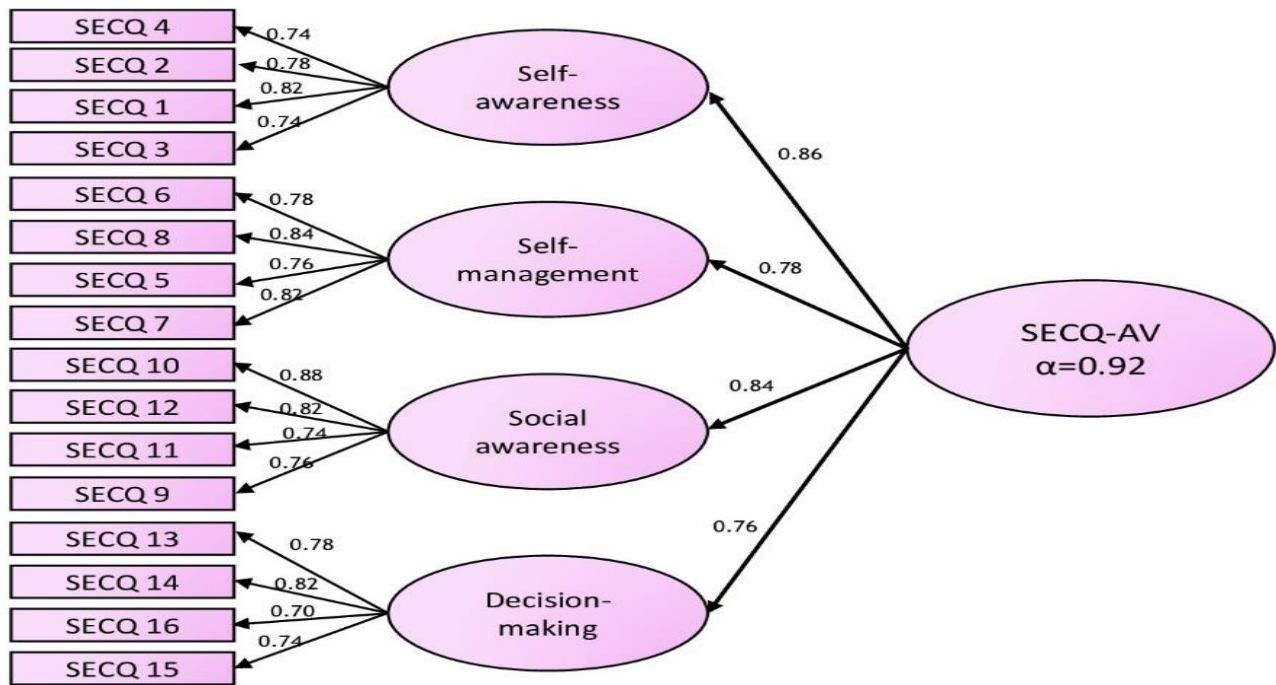 SECQ 4
0.74
SECQ 2
0.78
SECQ 1
0.82
SECQ 3
0.74
Self-
awareness
0.86
SECQ 6
0.78
SECQ 8
0.84
SECQ 5
0.76
SECQ 7
0.82
Self-
management
0.78
SECQ-AV
α=0.92
SECQ 10
0.88
SECQ 12
0.82
SECQ 11
0.74
SECQ 9
0.76
Social
awareness
0.84
SECQ 13
0.78
SECQ 14
0.82
SECQ 16
0.70
SECQ 15
0.74
Decision-
making
0.76